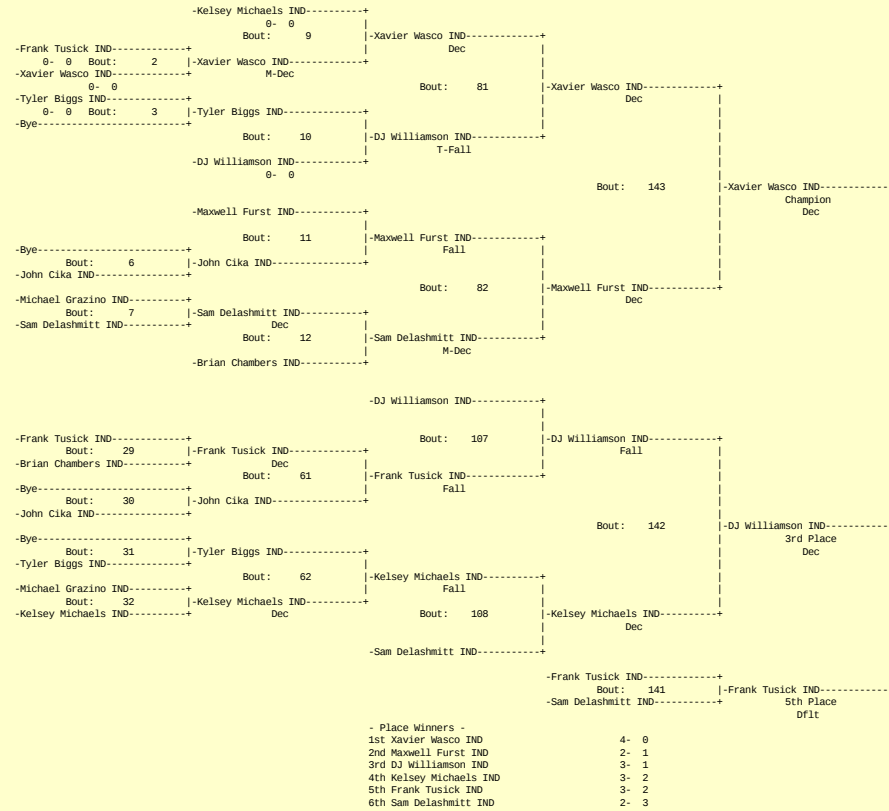 -Kelsey Michaels IND----------+
0-  0                         |
Bout:    9          |-Xavier Wasco IND------------+
-Frank Tusick IND------------+                              |             Dec             |
0-  0  Bout:      2     |-Xavier Wasco IND------------+                             |
-Xavier Wasco IND------------+            M-Dec                                           |
0-  0                                           Bout:     81         |-Xavier Wasco IND------------+
-Tyler Biggs IND-------------+                                                            |             Dec             |
0-  0  Bout:      3     |-Tyler Biggs IND-------------+                             |                             |
-Bye-------------------------+                              |                             |                             |
Bout:     10         |-DJ Williamson IND-----------+                             |
|            T-Fall                                         |
-DJ Williamson IND-----------+                                                           |
0-  0                                                                            |
Bout:    143         |-Xavier Wasco IND------------
|          Champion
-Maxwell Furst IND-----------+                                                           |             Dec
|                                                           |
Bout:     11         |-Maxwell Furst IND-----------+                             |
-Bye-------------------------+                              |            Fall             |                             |
Bout:      6         |-John Cika IND---------------+                             |                             |
-John Cika IND---------------+                                                            |                             |
Bout:     82         |-Maxwell Furst IND-----------+
-Michael Grazino IND---------+                                                            |             Dec
Bout:      7         |-Sam Delashmitt IND----------+                             |
-Sam Delashmitt IND----------+             Dec              |                             |
Bout:     12         |-Sam Delashmitt IND----------+
|            M-Dec
-Brian Chambers IND----------+
-DJ Williamson IND-----------+
|
|
-Frank Tusick IND------------+                                        Bout:    107         |-DJ Williamson IND-----------+
Bout:     29         |-Frank Tusick IND------------+                             |            Fall             |
-Brian Chambers IND----------+             Dec              |                             |                             |
Bout:     61         |-Frank Tusick IND------------+                             |
-Bye-------------------------+                              |            Fall                                           |
Bout:     30         |-John Cika IND---------------+                                                           |
-John Cika IND---------------+                                                                                          |
Bout:    142         |-DJ Williamson IND-----------
-Bye-------------------------+                                                                                          |          3rd Place
Bout:     31         |-Tyler Biggs IND-------------+                                                           |             Dec
-Tyler Biggs IND-------------+                              |                                                           |
Bout:     62         |-Kelsey Michaels IND---------+                             |
-Michael Grazino IND---------+                              |            Fall             |                             |
Bout:     32         |-Kelsey Michaels IND---------+                             |                             |
-Kelsey Michaels IND---------+             Dec                        Bout:    108         |-Kelsey Michaels IND---------+
|             Dec
|
-Sam Delashmitt IND----------+
-Frank Tusick IND------------+
Bout:    141         |-Frank Tusick IND------------
-Sam Delashmitt IND----------+          5th Place
Dflt
- Place Winners -
1st Xavier Wasco IND                      4-  0
2nd Maxwell Furst IND                     2-  1
3rd DJ Williamson IND                     3-  1
4th Kelsey Michaels IND                   3-  2
5th Frank Tusick IND                      3-  2
6th Sam Delashmitt IND                    2-  3